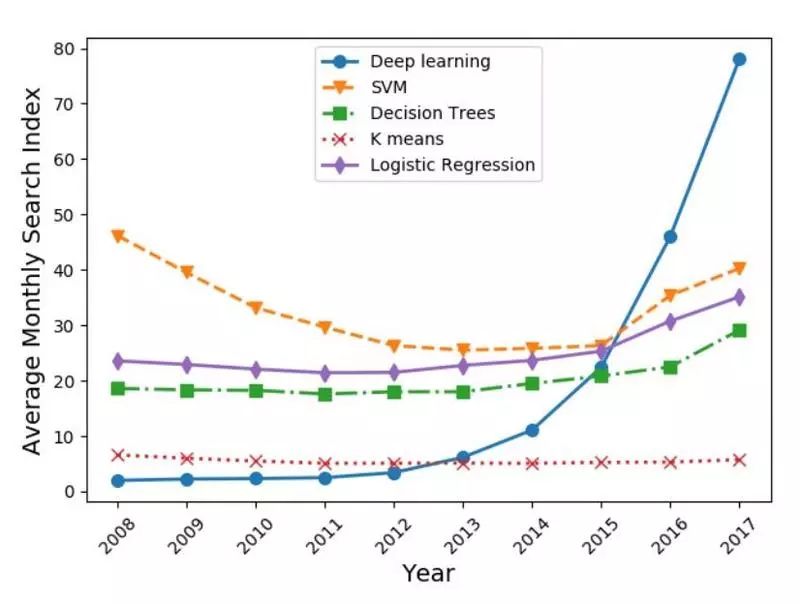 80
70
60
50
40
30
20
10
0
Average Monthly Search Index
Deep learning
SVM
Decision Trees
K means
Logistic Regression
2008
2009
2010
2011
2012
2013
2014
2015
2016
2017
Year